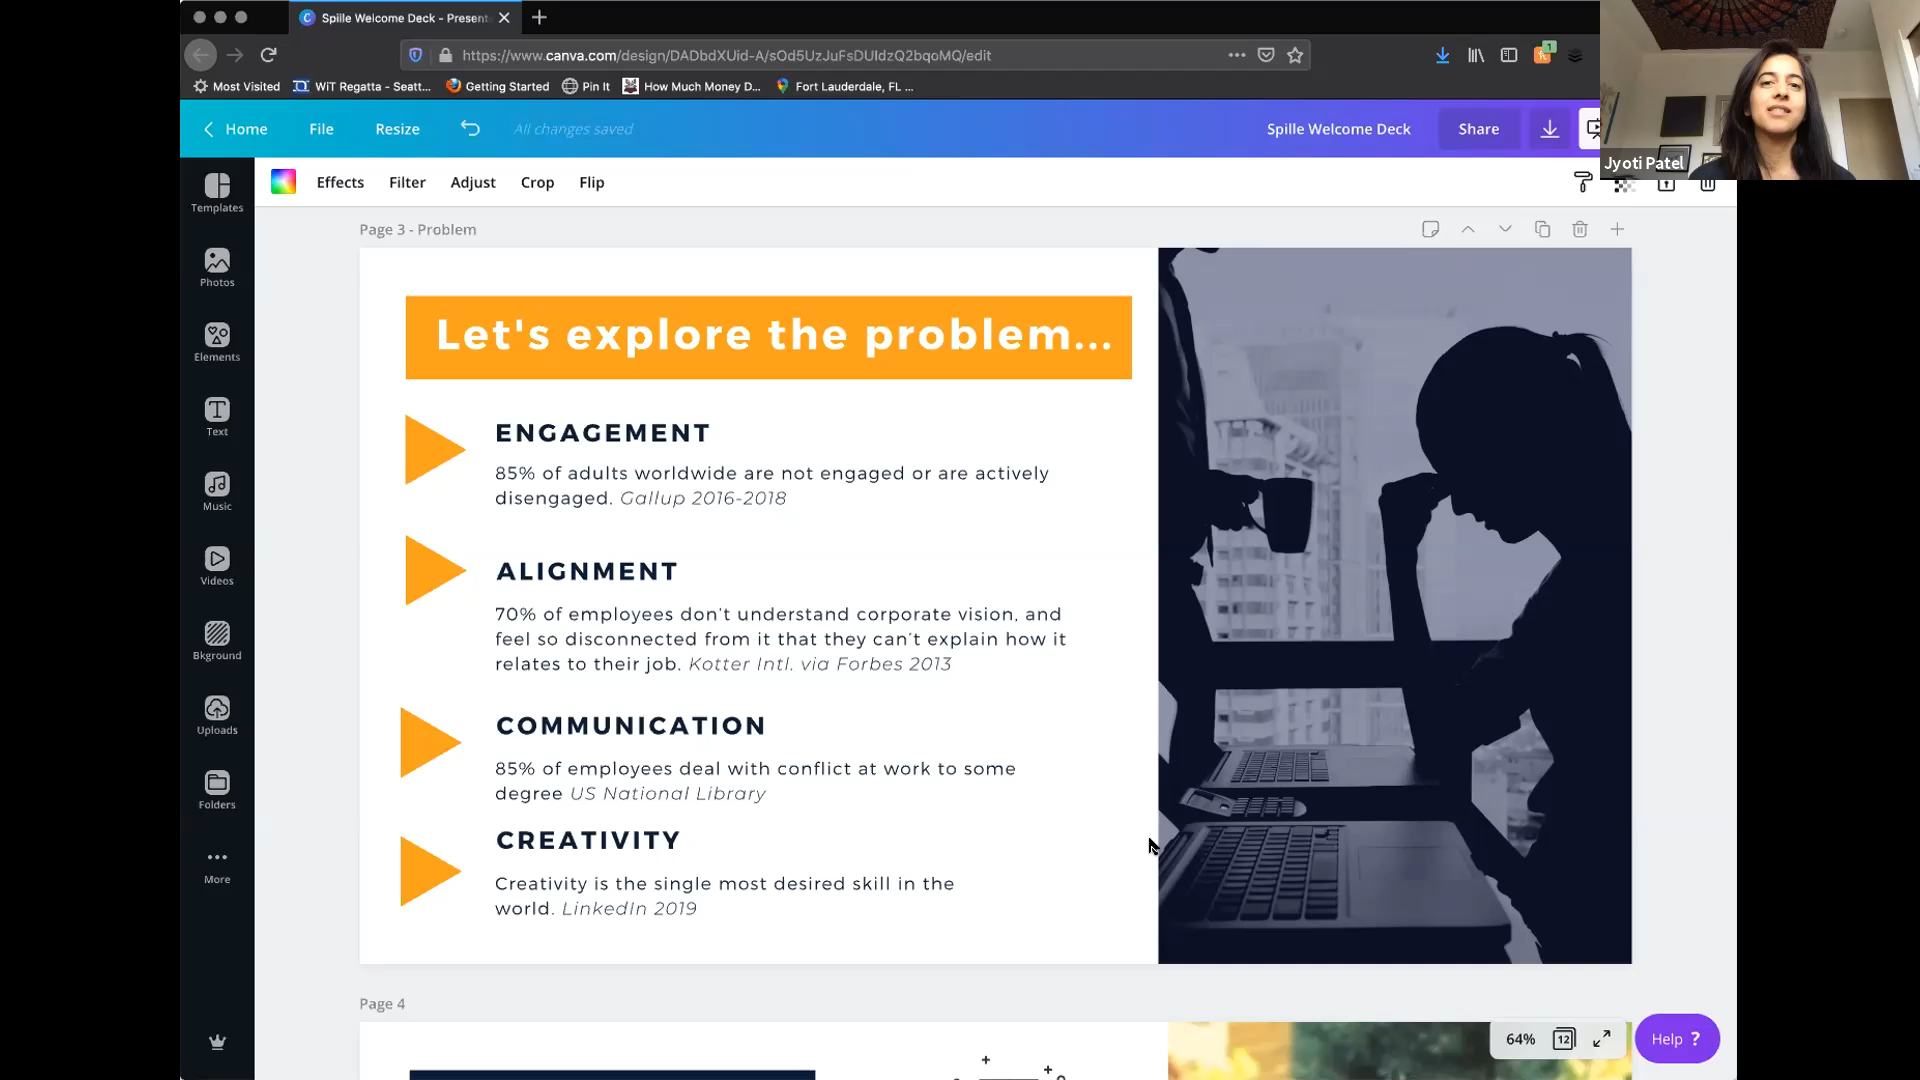 Spille Welcome Deck - Present
https://www.canva.com/design/DADbdXUid-A/sOd5UzJuFsDUIdzQ2bqoMQ/edit
1
Most Visited
WIT Regatta - Seatt...
Getting Started
Pin It
How Much Money D...
Fort Lauderdale, FL ...
Home
File
Resize
All changes saved
Spille Welcome Deck
Share
Jyoti Patel
Effects
Filter
Adjust
Crop
Flip
Templates
Photos
Elements
Text
Music
Videos
Bkground
Uploads
Folders
More
Page 3 - Problem
Let's explore the problem...
ENGAGEMENT
85% of adults worldwide are not engaged or are actively
disengaged. Gallup 2016-2018
ALIGNMENT
70% of employees don't understand corporate vision, and
feel so disconnected from it that they can't explain how it
relates to their job. Kotter Intl. via Forbes 2013
COMMUNICATION
85% of employees deal with conflict at work to some
degree US National Library
CREATIVITY
Creativity is the single most desired skill in the
world. LinkedIn 2019
Page 4
64%
12
Help ?